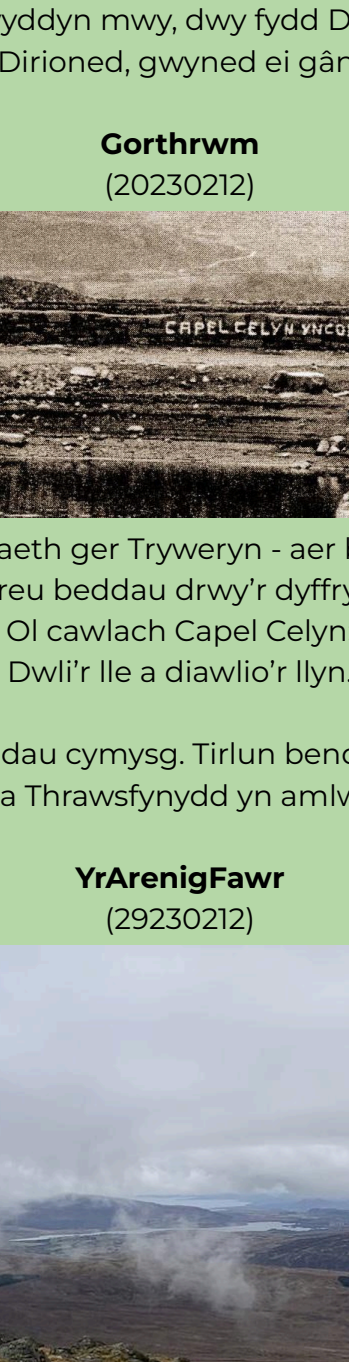 yddyn mwy, dwy fydd D
Dirioned, gwyned ei gân
Gorthrwm
(20230212)
CAPEL CELYN YNCO
aeth ger Tryweryn - aer
reu beddau drwy'r dyffry
Ol cawlach Capel Celyn
Dwli'r lle a diawlio'r llyn.
dau cymysg. Tirlun bend
a Thrawsfynydd yn amlw
YrArenigFawr
(29230212)